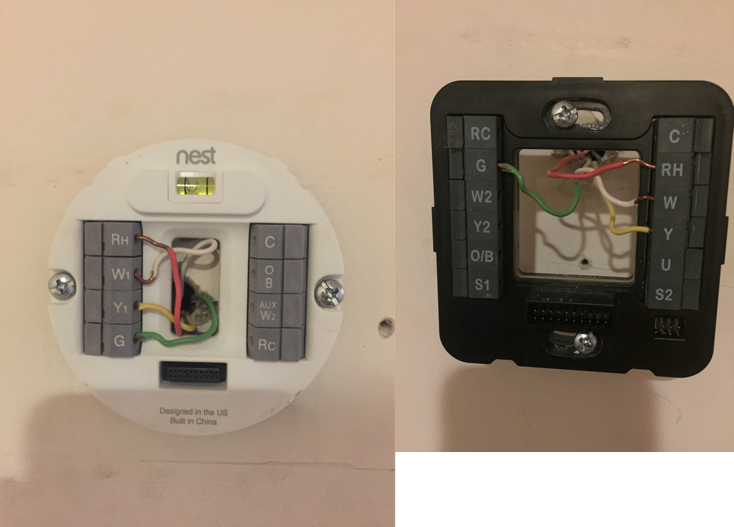 nest
RH
C
W1
O
B
Y1
AUX
W2
G
RC
Designed in the US
Built in China
RC
C
G
RH
W2
W
Y2
Y
O/B
U
S1
S2